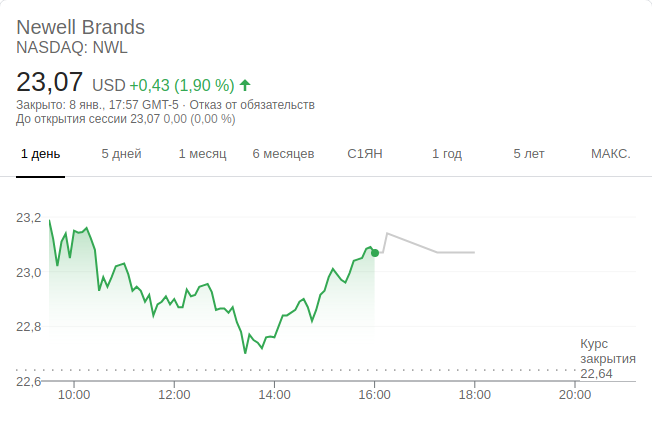 Newell Brands
NASDAQ: NWL
23,07 USD +0,43 (1,90 %)
Закрыто: 8 янв., 17:57 GMT-5 · Отказ от обязательств
До открытия сессии 23,07 0,00 (0,00 %)
1 день 5 дней 1 месяц 6 месяцев С1ЯН 1 год 5 лет МАКС.
23,2
23,0
22,8
Курс
закрытия
22,64
22,6
10:00 12:00 14:00 16:00 18:00 20:00